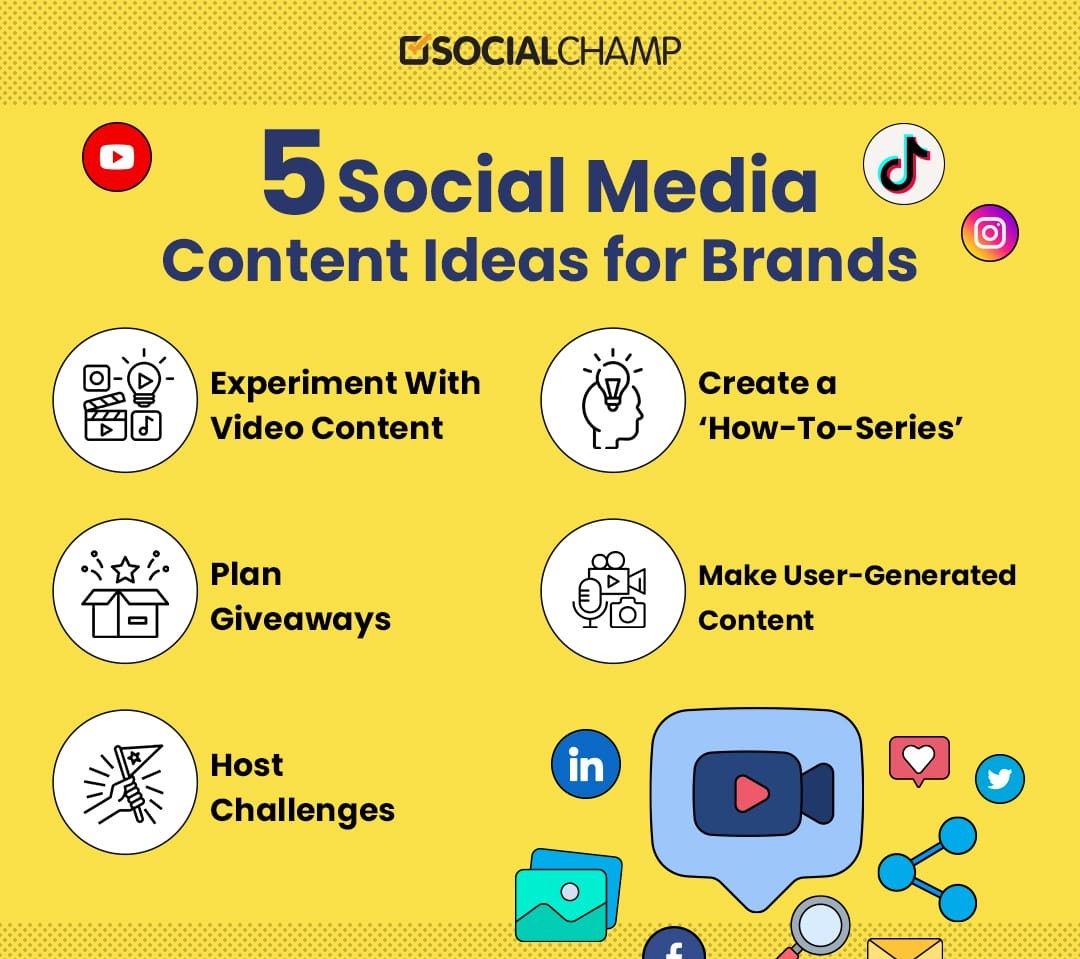 SOCIALCHAMP
5 Social Media
Content Ideas for Brands
Experiment With
Video Content
Create a
‘How-To-Series’
Plan
Giveaways
Make User-Generated
Content
Host
Challenges
in
f